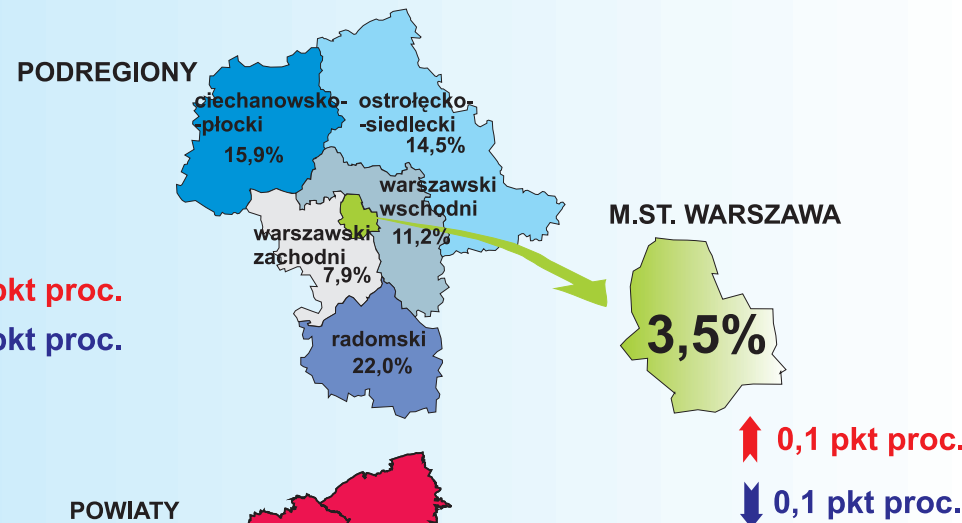 PODREGIONY
ciechanowsko-
-płocki
15,9%
ostrołęcko-
-siedlecki
14,5%
warszawski
wschodni
11,2%
warszawski
zachodni
7,9%
radomski
22,0%
M.ST. WARSZAWA
3,5%
pkt proc.
pkt proc.
0,1 pkt proc.
0,1 pkt proc.
POWIATY